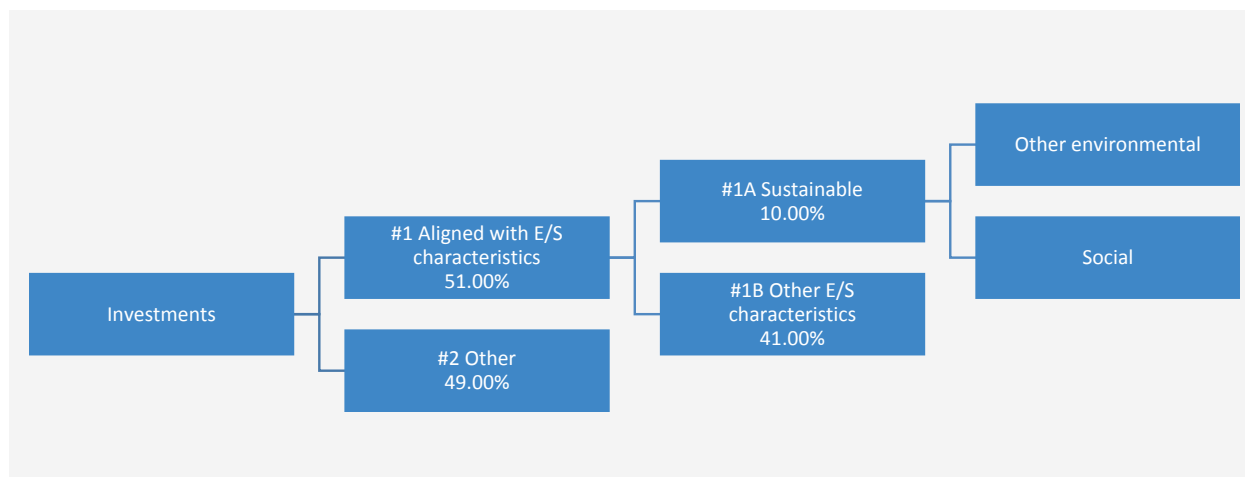 Investments
#1 Aligned with E/S
characteristics
51.00%
#2 Other
49.00%
#1A Sustainable
10.00%
#1B Other E/S
characteristics
41.00%
Other environmental
Social